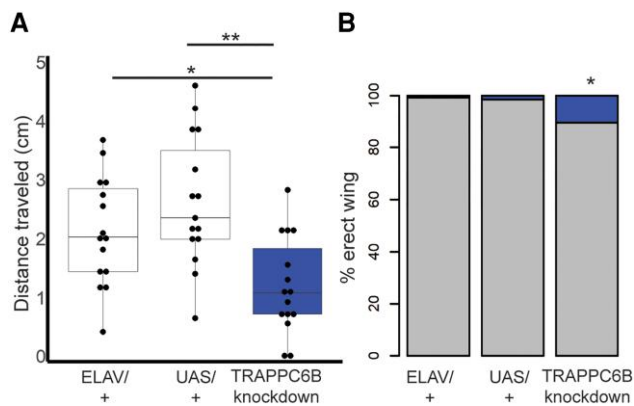 A
B
**
*
*
5
4
3
2
1
0
Distance traveled (cm)
ELAV/
+
UAS/
+
TRAPPC6B
knockdown
100
80
60
40
20
0
% erect wing
ELAV/
+
UAS/
+
TRAPPC6B
knockdown